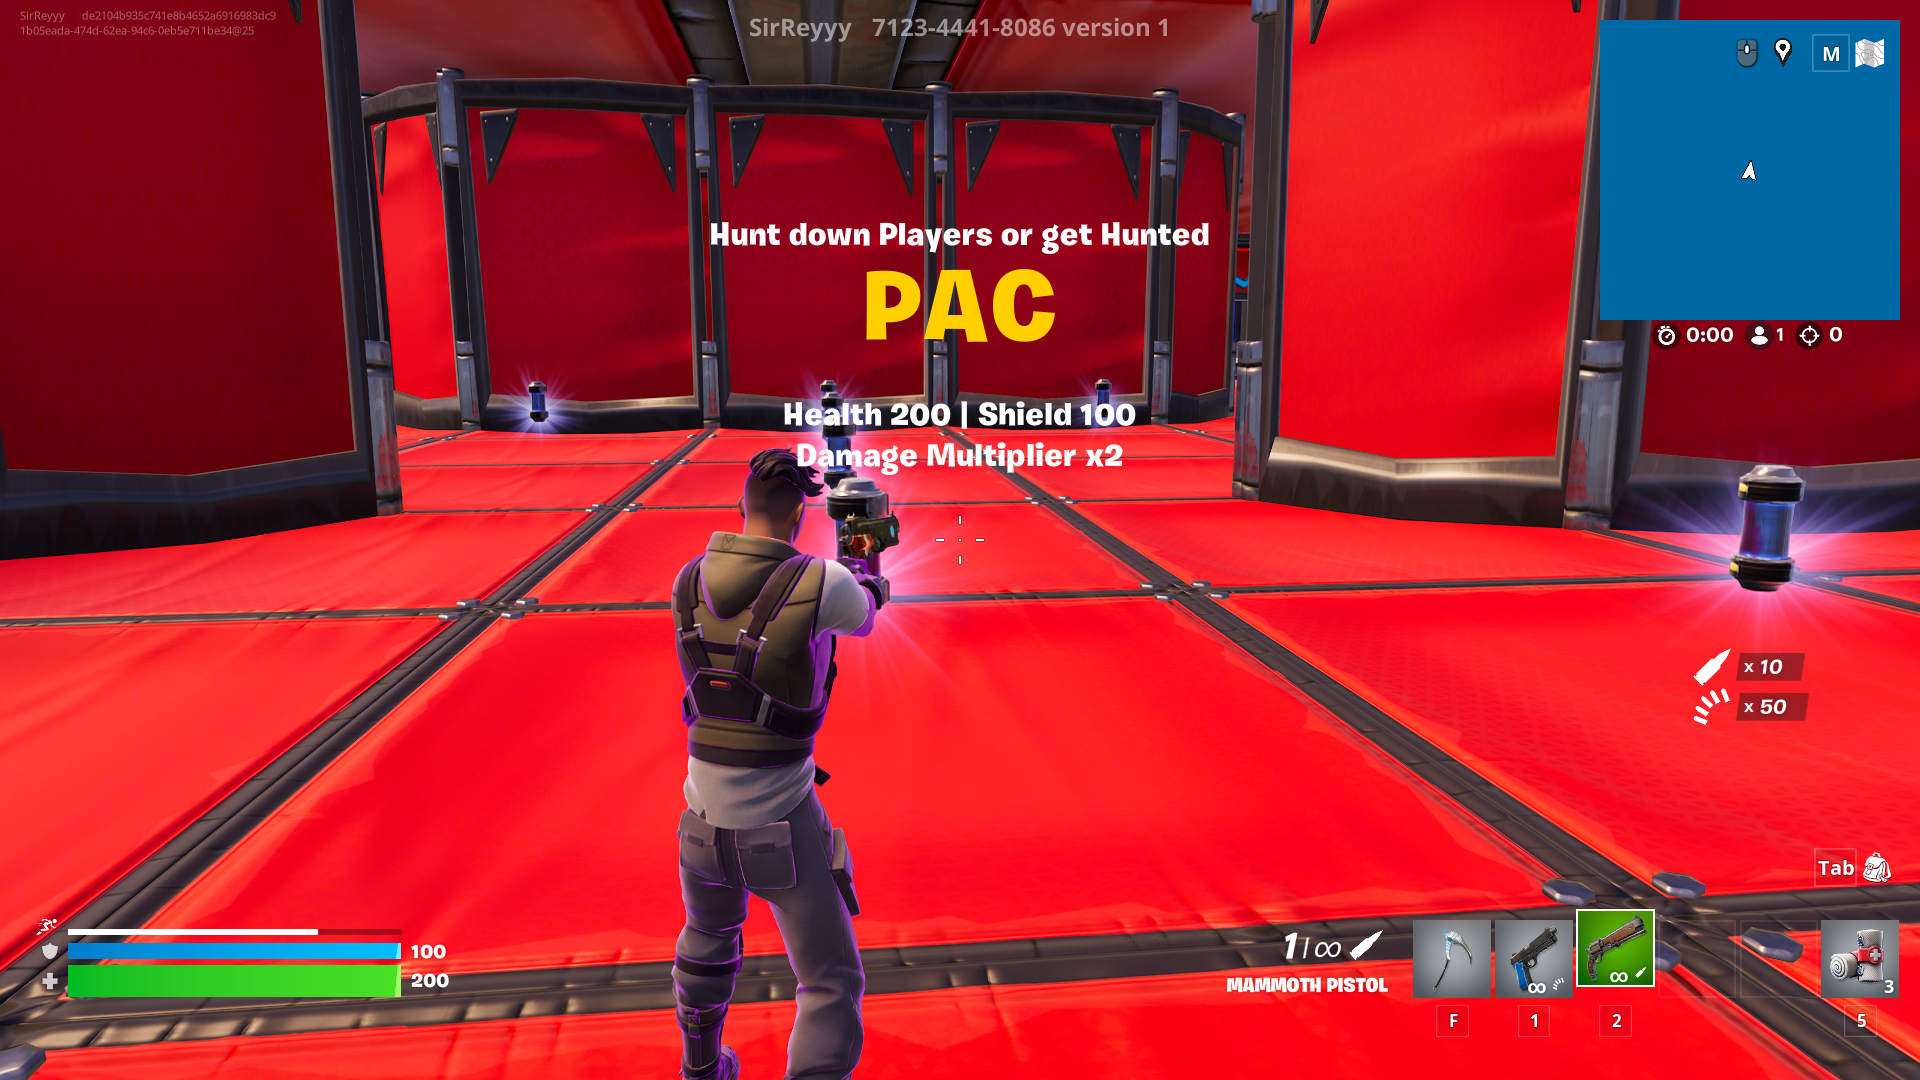 SirReyyy de2104b935c741e8b4652a6916983dc9
1b05eada-474d-62ea-94c6-0eb5e711be34@25
SirReyyy 7123-4441-8086 version 1
M
0:00 1 0
Hunt down Players or get Hunted
PAC
Health 200 | Shield 100
Damage Multiplier x2
x 10
x 50
Tab
100
200
1/∞
MAMMOTH PISTOL
∞
∞
3
F
1
2
5